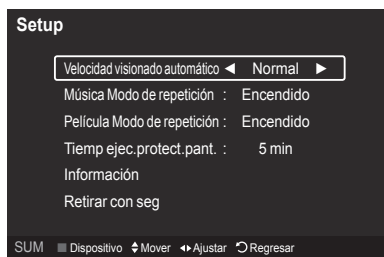 Setup
Velocidad visionado automático ◀ Normal ▶
Música Modo de repetición : Encendido
Película Modo de repetición : Encendido
Tiemp ejec.protect.pant. : 5 min
Información
Retirar con seg
SUM ■ Dispositivo ♦ Mover ◂▸ Ajustar ↩ Regresar